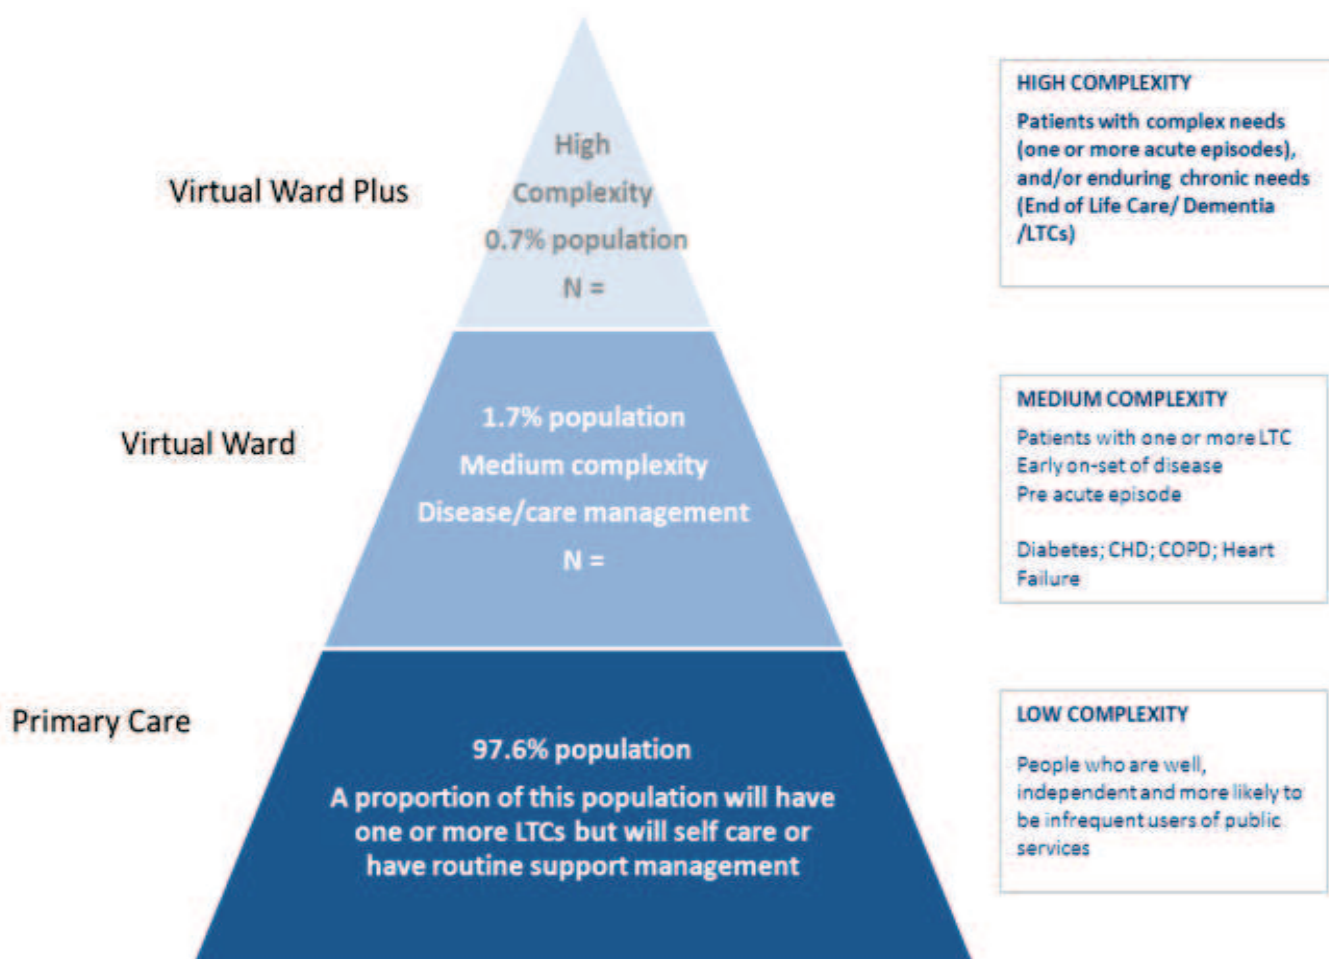 Virtual Ward Plus
High
Complexity
0.7% population
N =
HIGH COMPLEXITY
Patients with complex needs
(one or more acute episodes),
and/or enduring chronic needs
(End of Life Care/ Dementia
/LTCs)
Virtual Ward
1.7% population
Medium complexity
Disease/care management
N =
MEDIUM COMPLEXITY
Patients with one or more LTC
Early on-set of disease
Pre acute episode
Diabetes; CHD; COPD; Heart
Failure
Primary Care
97.6% population
A proportion of this population will have
one or more LTCs but will self care or
have routine support management
LOW COMPLEXITY
People who are well,
independent and more likely to
be infrequent users of public
services